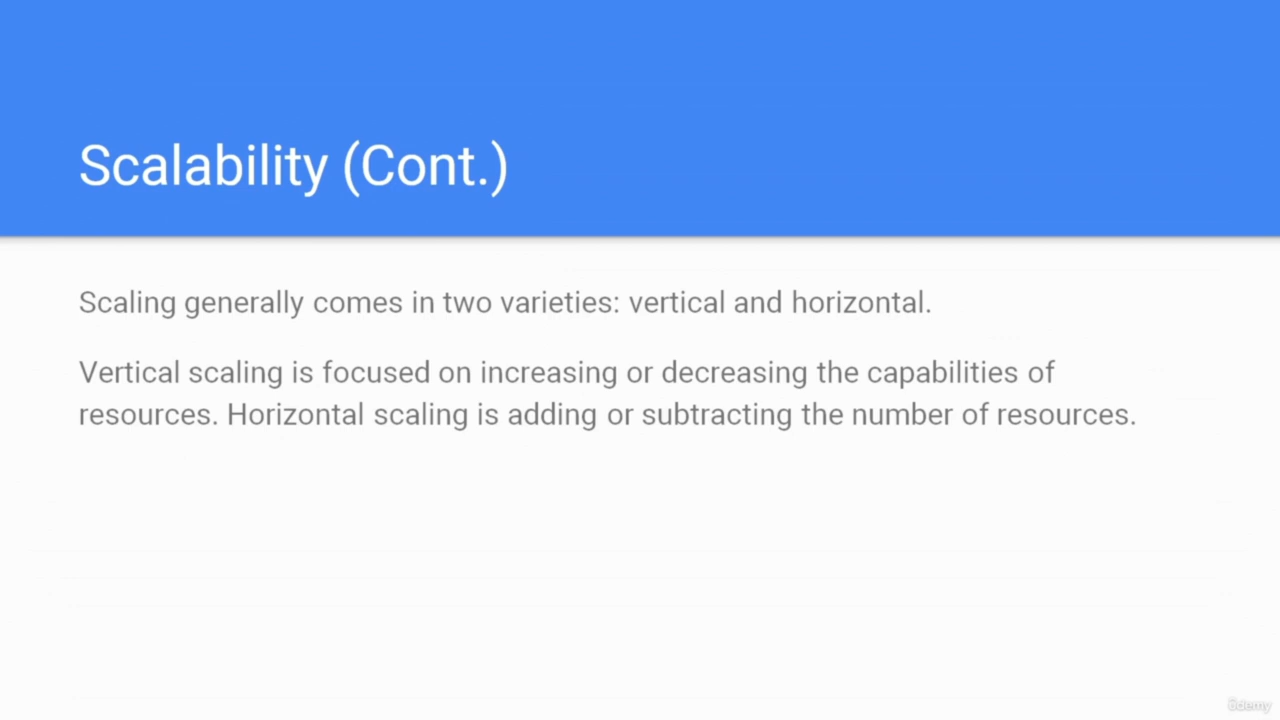 Scalability (Cont.)
Scaling generally comes in two varieties: vertical and horizontal.
Vertical scaling is focused on increasing or decreasing the capabilities of
resources. Horizontal scaling is adding or subtracting the number of resources.
ûdemy